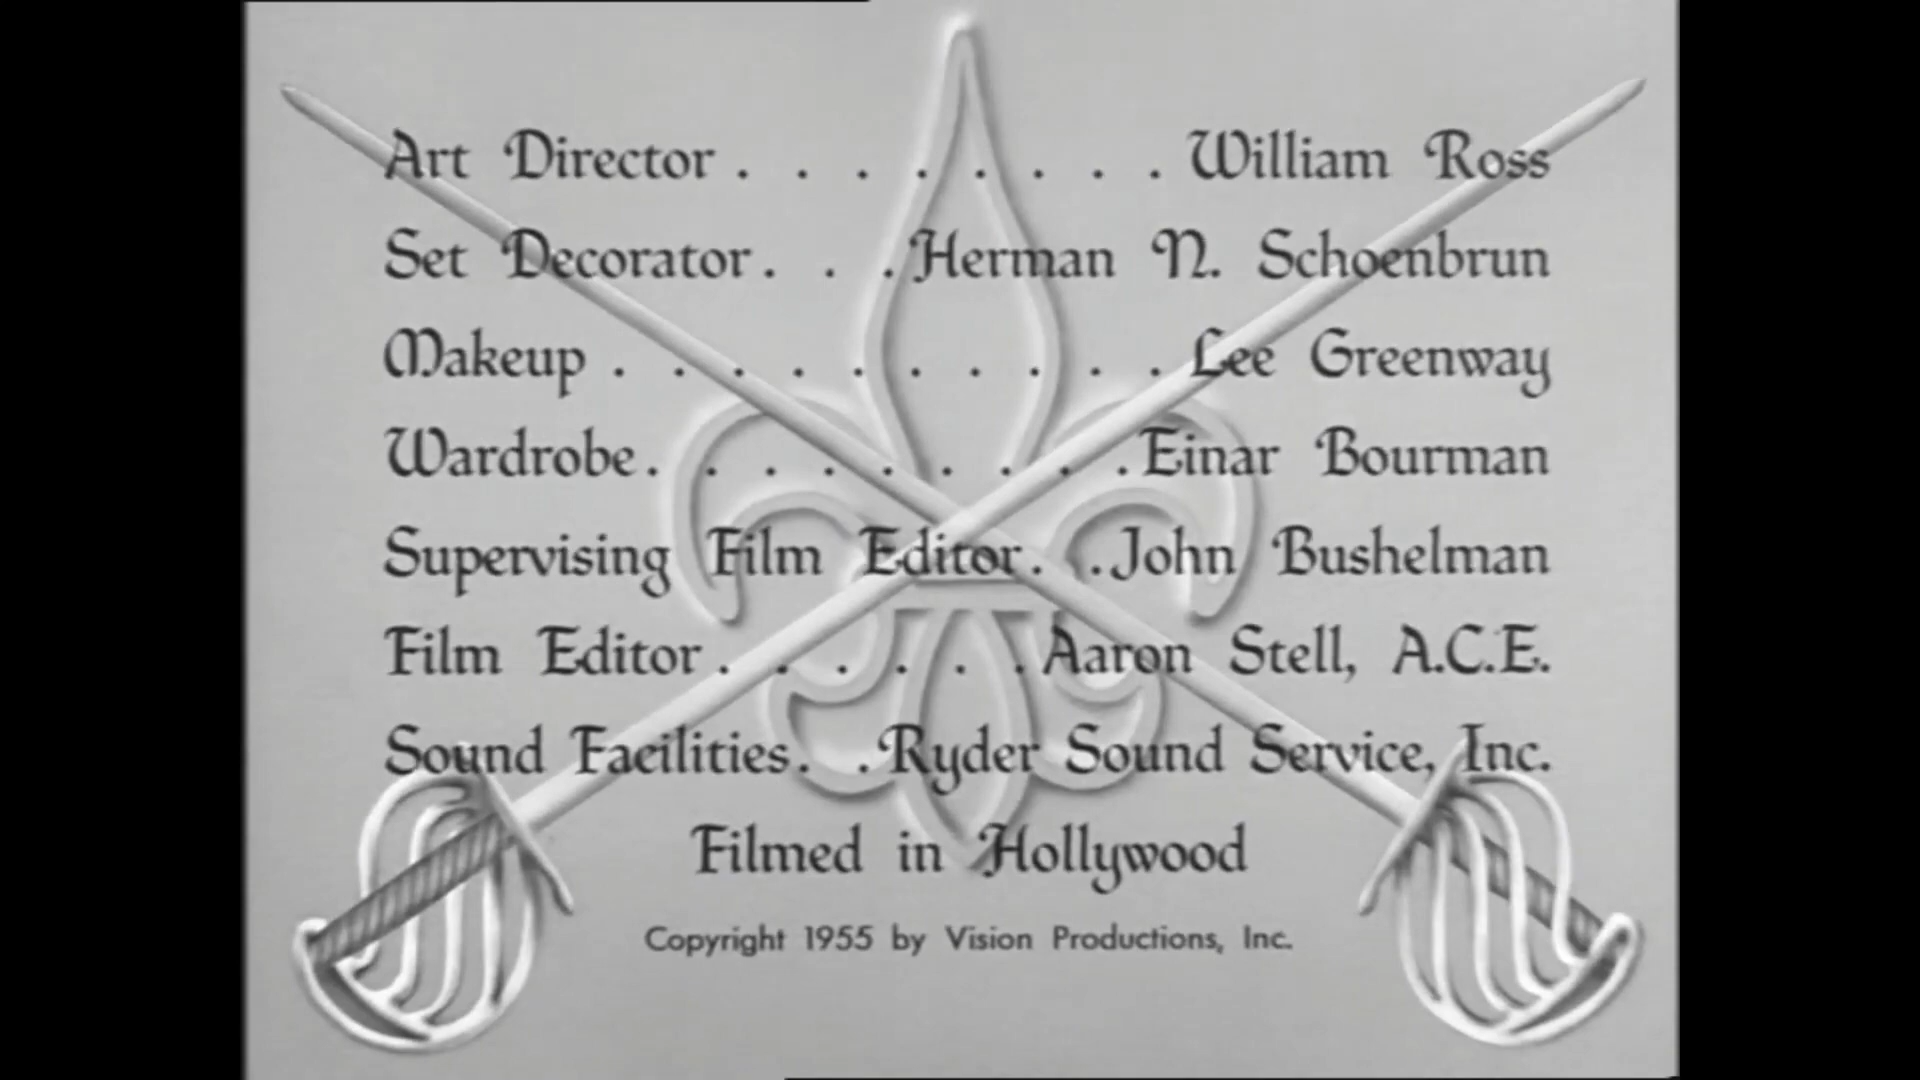 Art Director . . . . . . . . William Ross
Set Decorator . . . Herman N. Schoenbrun
Makeup . . . . . . . . . . Lee Greenway
Wardrobe . . . . . . . . . Einar Bourman
Supervising Film Editor . . John Bushelman
Film Editor . . . . . . Aaron Stell, A.C.E.
Sound Facilities . . Ryder Sound Service, Inc.
Filmed in Hollywood
Copyright 1955 by Vision Productions, Inc.